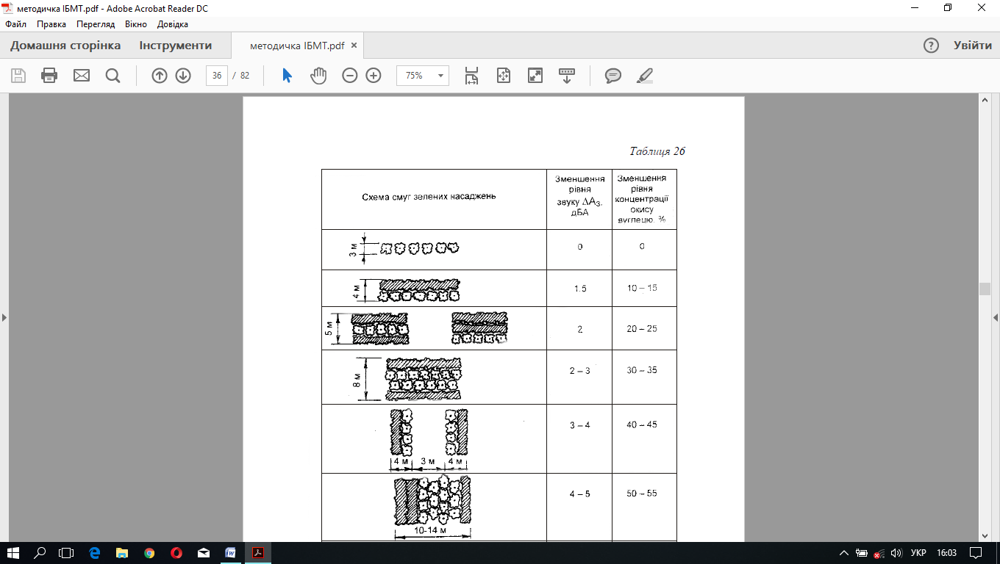 методичка ІБМТ.pdf - Adobe Acrobat Reader DC
Файл Правка Перегляд Вікно Довідка
Домашня сторінка Інструменти методичка ІБМТ.pdf × ? Увійти
36 / 82 75%
Таблиця 26
Схема смуг зелених насаджень
Зменшення
рівня
звуку ΔA3,
дБА
Зменшення
рівня
концентрації
окису
вуглецю, %
3 м
0 0
4 м
1.5 10 – 15
5 м
2 20 – 25
8 м
2 – 3 30 – 35
3 – 4 40 – 45
4 м 3 м 4 м
4 – 5 50 – 55
10-14 м
УКР 16:03